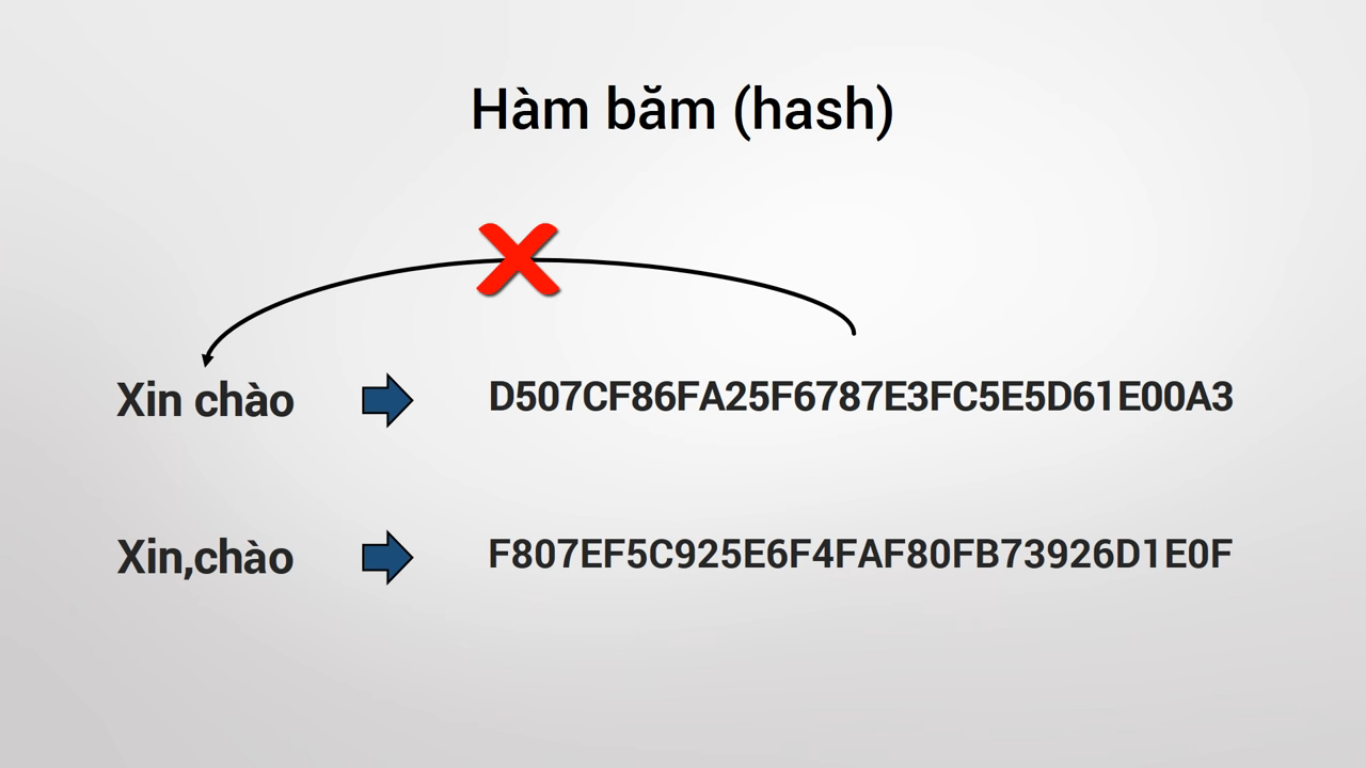 Hàm băm (hash)
Xin chào D507CF86FA25F6787E3FC5E5D61E00A3
Xin,chào F807EF5C925E6F4FAF80FB73926D1E0F